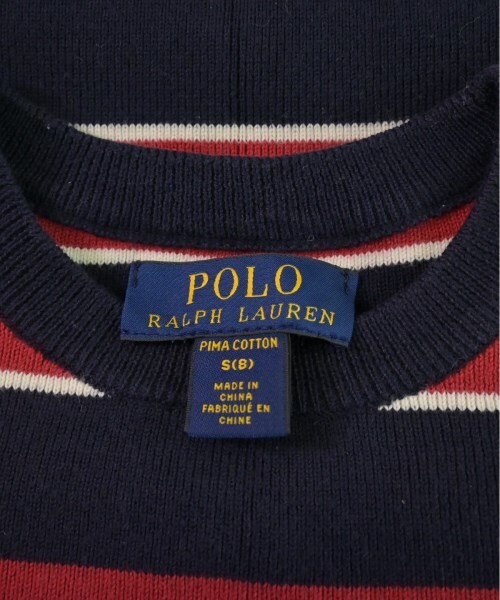 POLO
RALPH LAUREN
PIMA COTTON
S(8)
MADE IN
CHINA
FABRIQUÉ EN
CHINE